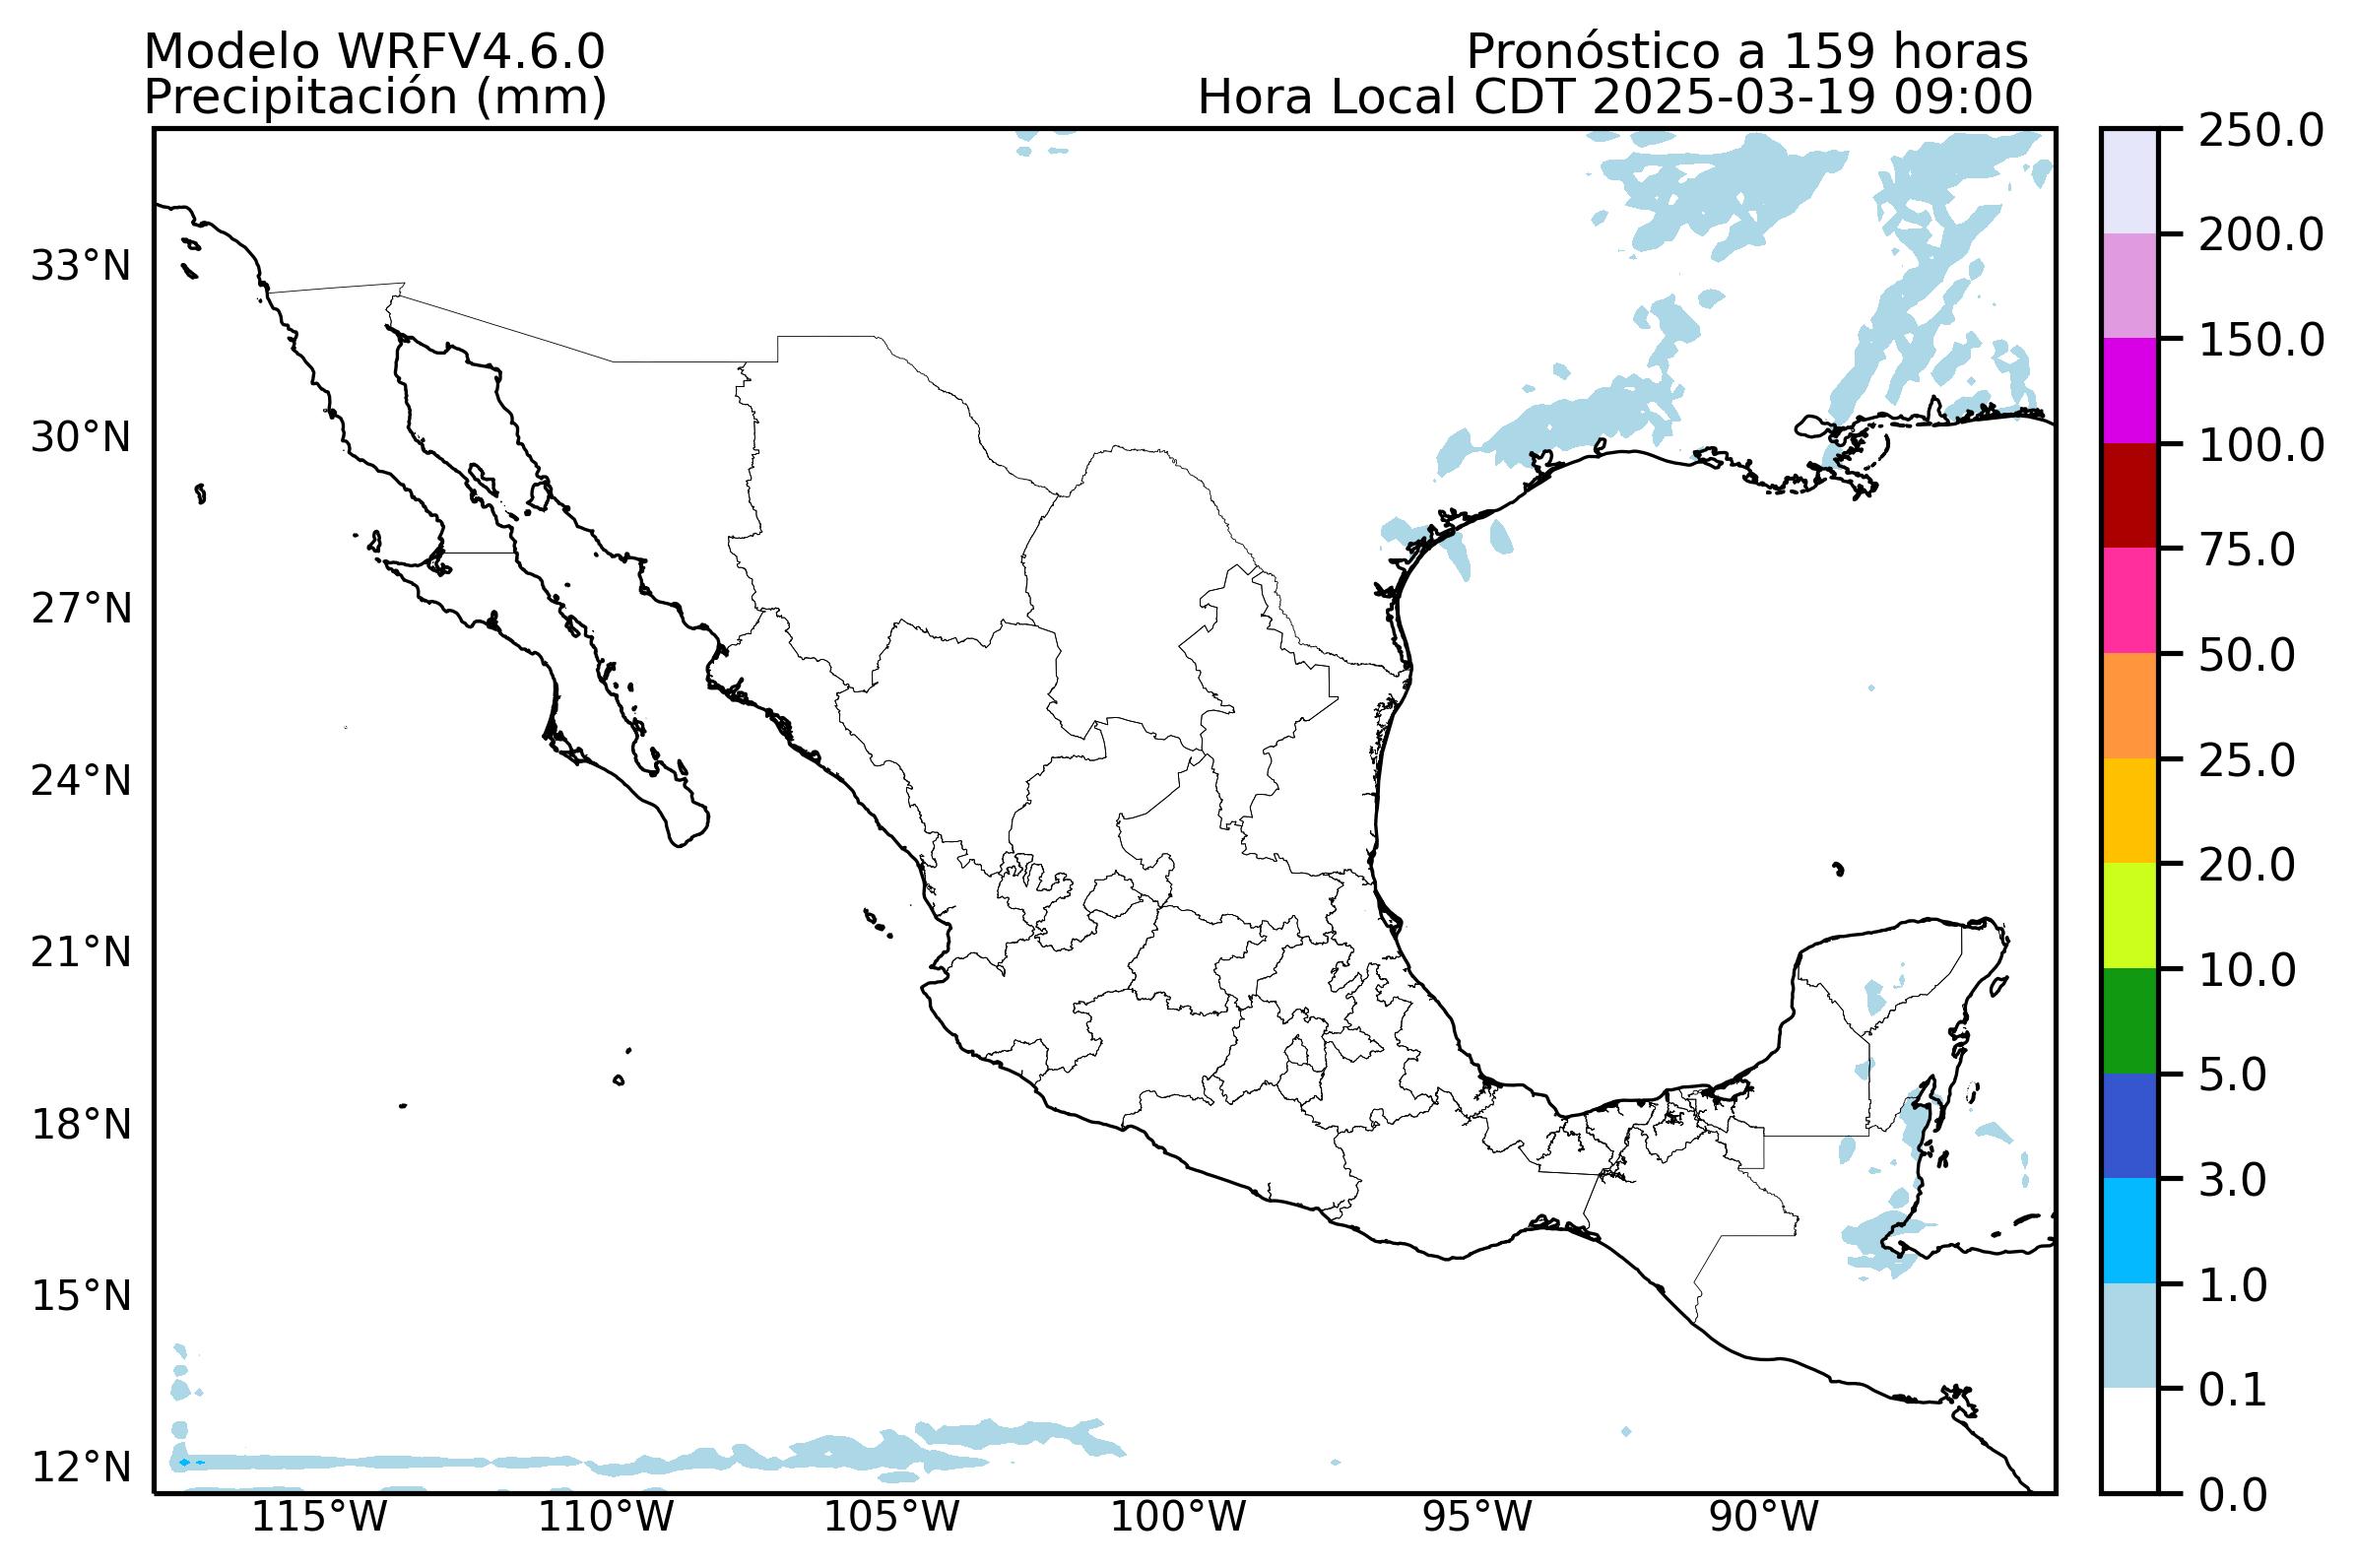 Modelo WRFV4.6.0
Precipitación (mm)
Pronóstico a 159 horas
Hora Local CDT 2025-03-19 09:00
33°N
30°N
27°N
24°N
21°N
18°N
15°N
12°N
115°W
110°W
105°W
100°W
95°W
90°W
250.0
200.0
150.0
100.0
75.0
50.0
25.0
20.0
10.0
5.0
3.0
1.0
0.1
0.0